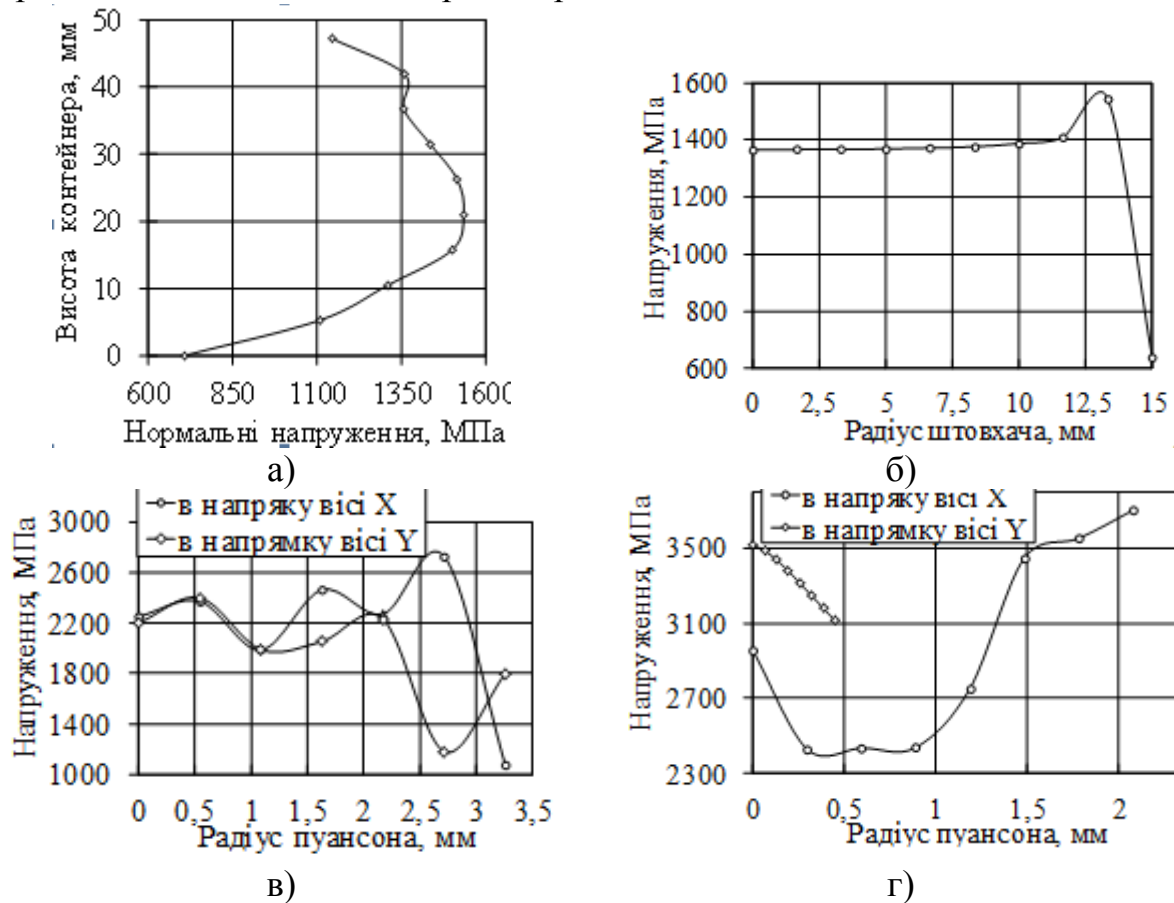 50
40
30
20
10
0
Висота контейнера, мм
600 850 1100 1350 1600
Нормальні напруження, МПа
а)
1600
1400
1200
1000
800
600
Напруження, МПа
0 2,5 5 7,5 10 12,5 15
Радіус штовхача, мм
б)
в напряку вісі X
в напрямку вісі Y
3000
2600
2200
1800
1400
1000
Напруження, МПа
0 0,5 1 1,5 2 2,5 3 3,5
Радіус пуансона, мм
в)
в напряку вісі X
в напрямку вісі Y
3500
3100
2700
2300
Напруження, МПа
0 0,5 1 1,5 2
Радіус пуансона, мм
г)